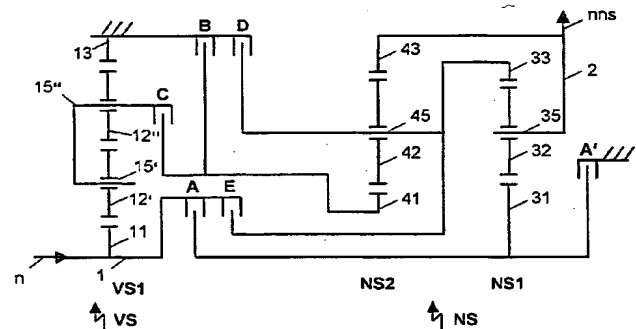 nns
B D
13 43 33 2
15'' C 45 35
12'' A'
15' 42 32
A E
12' 41 31
11
n 1 VS1 NS2 NS1
VS NS